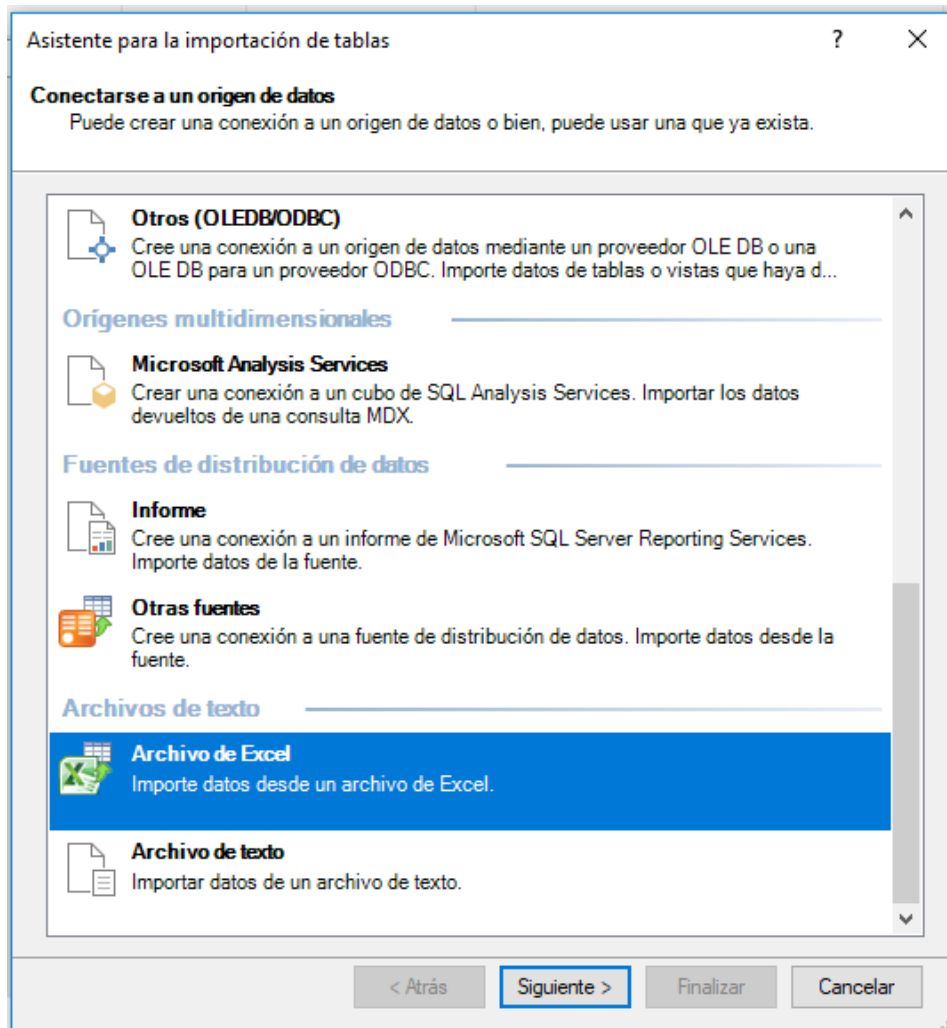 Asistente para la importación de tablas
?
Conectarse a un origen de datos
Puede crear una conexión a un origen de datos o bien, puede usar una que ya exista.
Otros (OLEDB/ODBC)
Cree una conexión a un origen de datos mediante un proveedor OLE DB o una
OLE DB para un proveedor ODBC. Importe datos de tablas o vistas que haya d...
Orígenes multidimensionales
Microsoft Analysis Services
Crear una conexión a un cubo de SQL Analysis Services. Importar los datos
devueltos de una consulta MDX.
Fuentes de distribución de datos
Informe
Cree una conexión a un informe de Microsoft SQL Server Reporting Services.
Importe datos de la fuente.
Otras fuentes
Cree una conexión a una fuente de distribución de datos. Importe datos desde la
fuente.
Archivos de texto
Archivo de Excel
Importe datos desde un archivo de Excel.
Archivo de texto
Importar datos de un archivo de texto.
< Atrás
Siguiente >
Finalizar
Cancelar